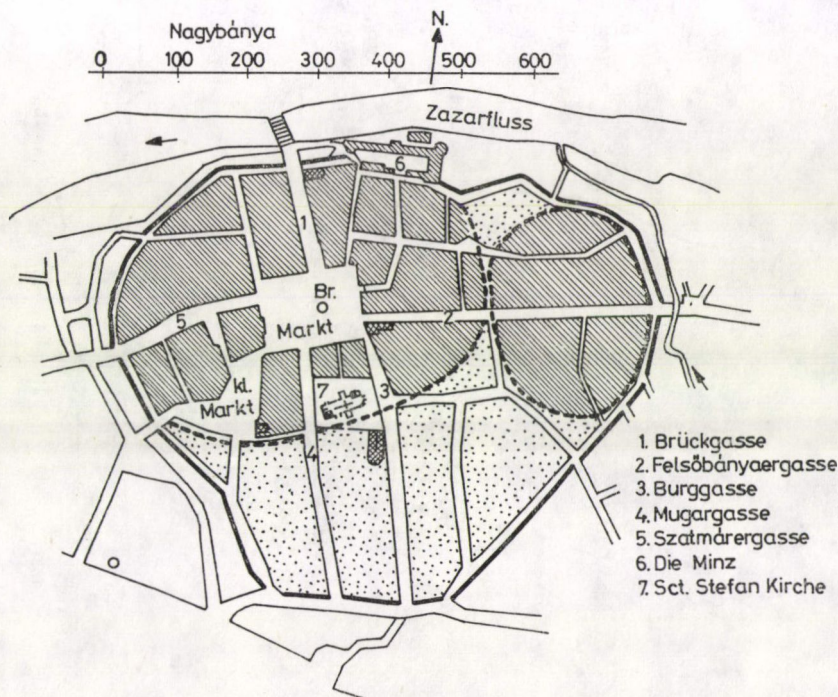 Nagybánya
N.
0 100 200 300 400 500 600
Zazarfluss
6
1
Br.
Markt
2
5
kl.
Markt
7
3
4
1. Brückgasse
2. Felsőbányaergasse
3. Burggasse
4. Mugargasse
5. Szatmárergasse
6. Die Minz
7. Sct. Stefan Kirche